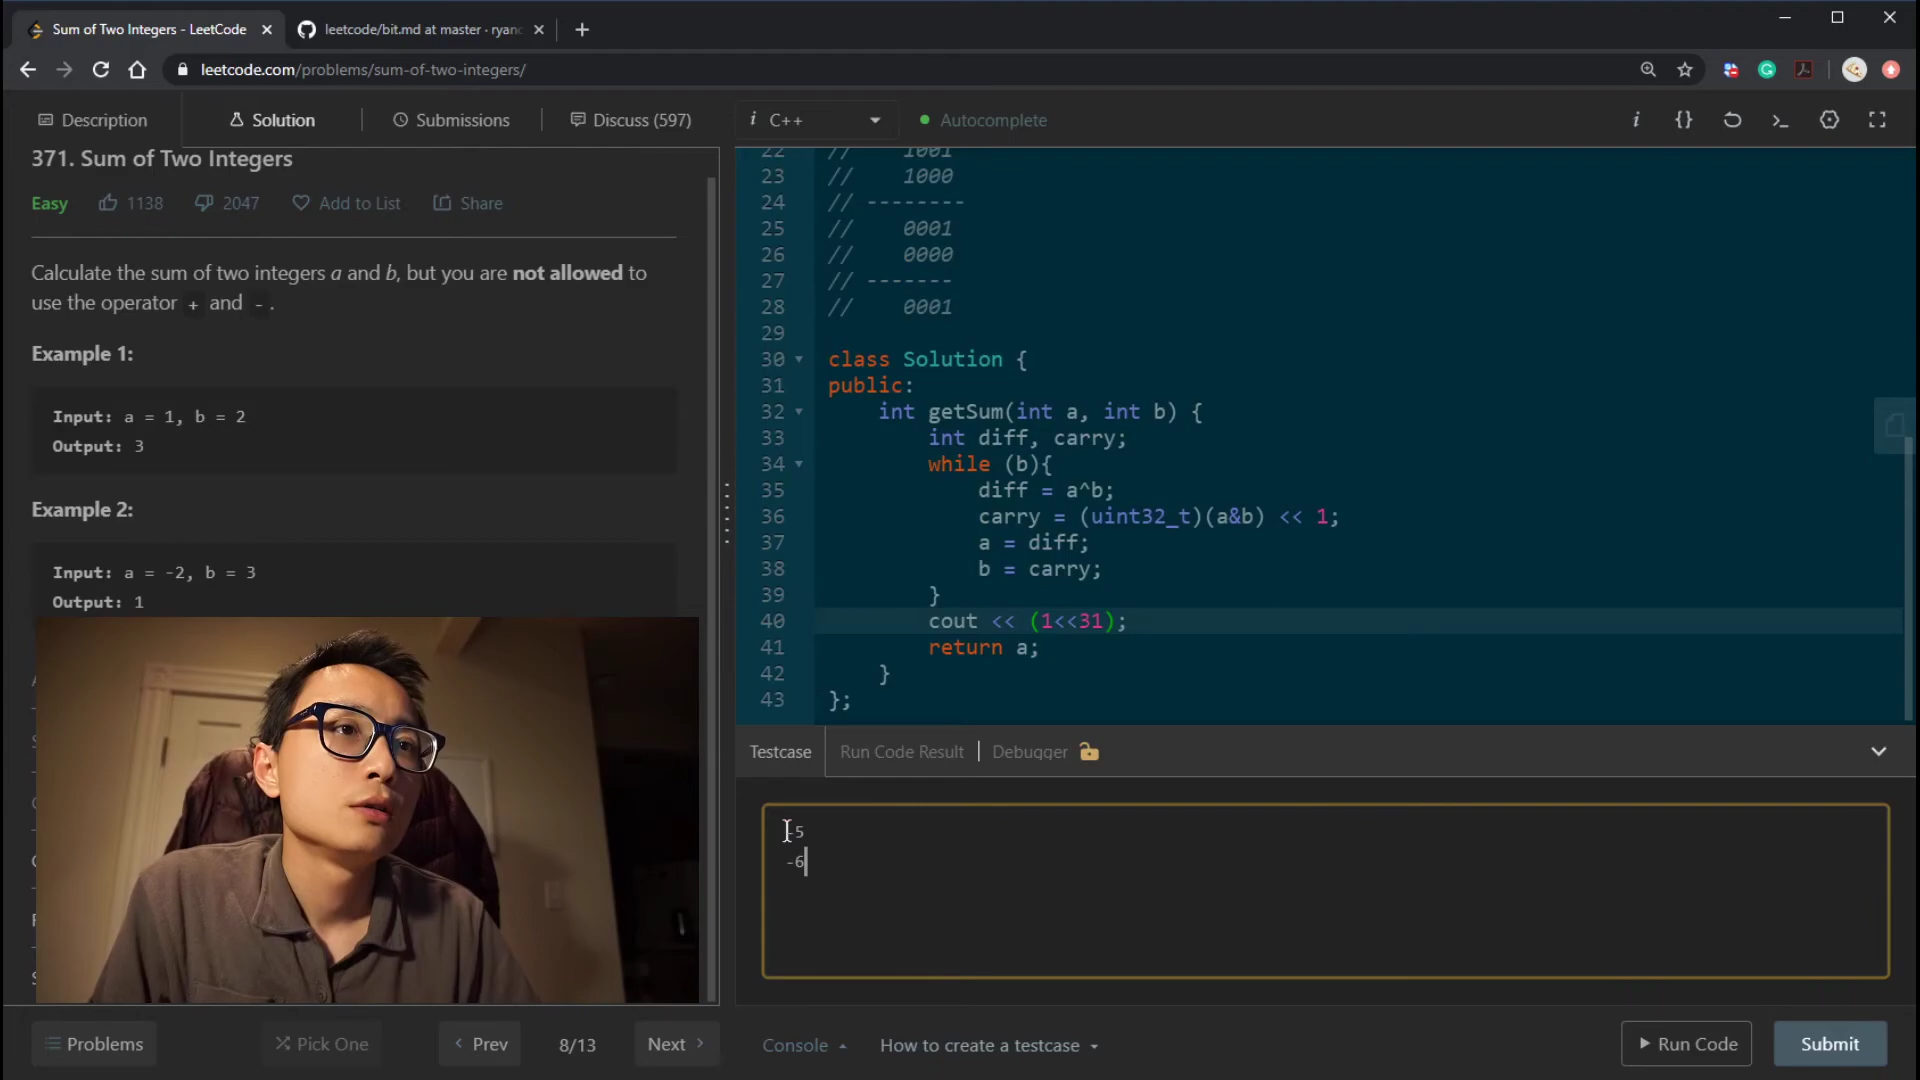 Sum of Two Integers - LeetCode
leetcode/bit.md at master · ryanc
leetcode.com/problems/sum-of-two-integers/
Description
Solution
Submissions
Discuss (597)
i C++
Autocomplete
371. Sum of Two Integers
Easy 1138 2047 Add to List Share
Calculate the sum of two integers a and b, but you are not allowed to
use the operator + and - .
Example 1:
Input: a = 1, b = 2
Output: 3
Example 2:
Input: a = -2, b = 3
Output: 1
22 // 1001
23 // 1000
24 // --------
25 // 0001
26 // 0000
27 // -------
28 // 0001
29
30 class Solution {
31 public:
32 int getSum(int a, int b) {
33 int diff, carry;
34 while (b){
35 diff = a^b;
36 carry = (uint32_t)(a&b) << 1;
37 a = diff;
38 b = carry;
39 }
40 cout << (1<<31);
41 return a;
42 }
43 };
Testcase
Run Code Result
Debugger
-5
-6
Problems
Pick One
Prev
8/13
Next
Console
How to create a testcase
Run Code
Submit